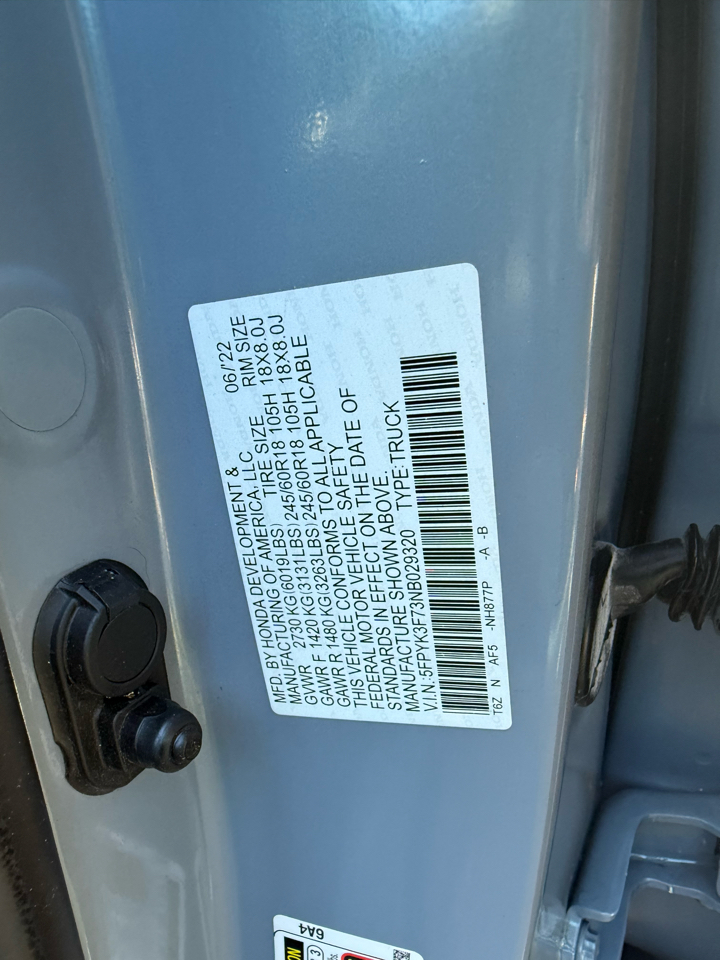 MFD. BY HONDA DEVELOPMENT & 06/'22
MANUFACTURING OF AMERICA, LLC
TIRE SIZE RIM SIZE
GVWR 2730 KG(6019LBS)
GAWR F 1420 KG(3131LBS) 245/60R18 105H 18X8.0J
GAWR R 1480 KG(3263LBS) 245/60R18 105H 18X8.0J
THIS VEHICLE CONFORMS TO ALL APPLICABLE
FEDERAL MOTOR VEHICLE SAFETY
STANDARDS IN EFFECT ON THE DATE OF
MANUFACTURE SHOWN ABOVE.
V.I.N.:5FPYK3F73NB029320 TYPE:TRUCK
T6Z N AF5 -NH877P -A -B
6A4